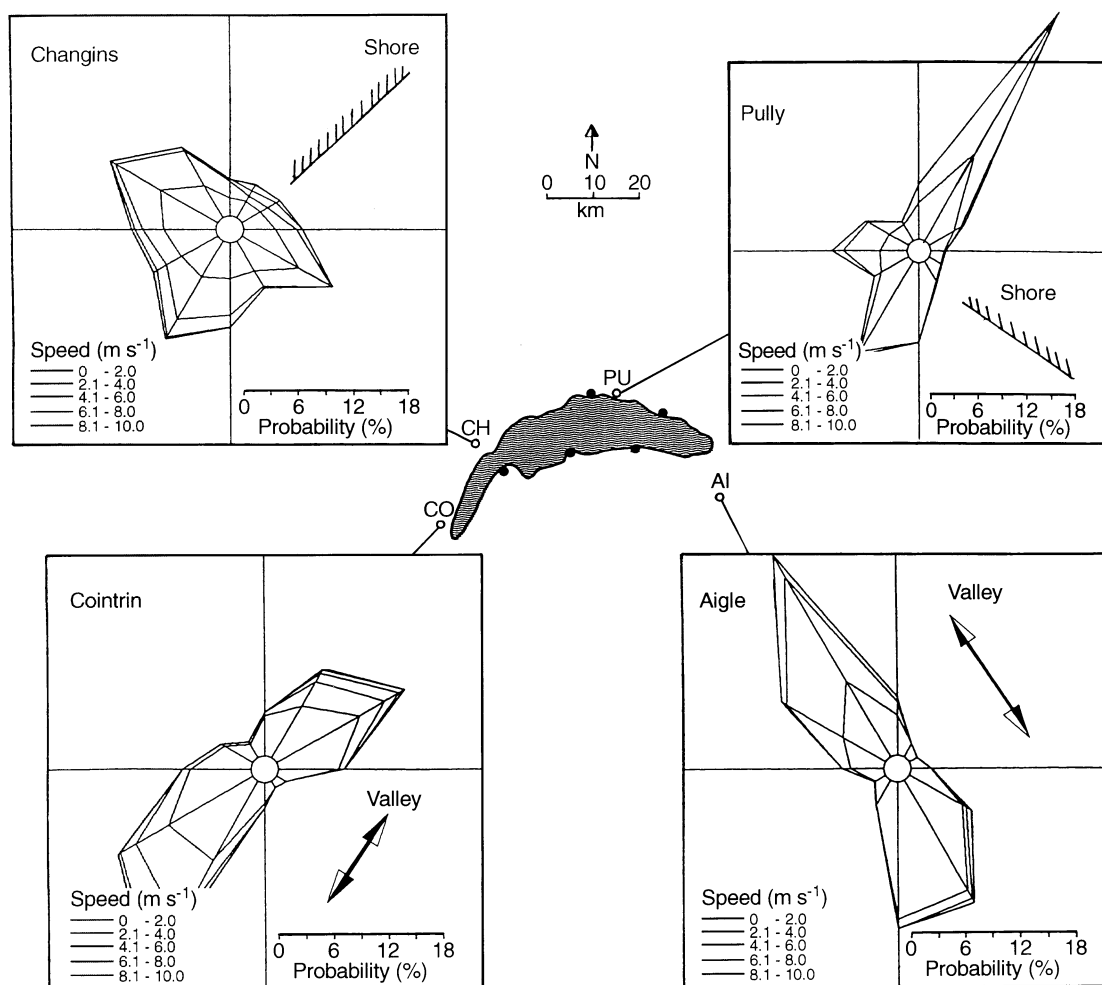 Changins
Shore
Speed (m s⁻¹)
0 - 2.0
2.1 - 4.0
4.1 - 6.0
6.1 - 8.0
8.1 - 10.0
0 6 12 18
Probability (%)
N
0 10 20
km
Pully
Shore
Speed (m s⁻¹)
0 - 2.0
2.1 - 4.0
4.1 - 6.0
6.1 - 8.0
8.1 - 10.0
0 6 12 18
Probability (%)
PU
CH
CO
AI
Cointrin
Valley
Speed (m s⁻¹)
0 - 2.0
2.1 - 4.0
4.1 - 6.0
6.1 - 8.0
8.1 - 10.0
0 6 12 18
Probability (%)
Aigle
Valley
Speed (m s⁻¹)
0 - 2.0
2.1 - 4.0
4.1 - 6.0
6.1 - 8.0
8.1 - 10.0
0 6 12 18
Probability (%)